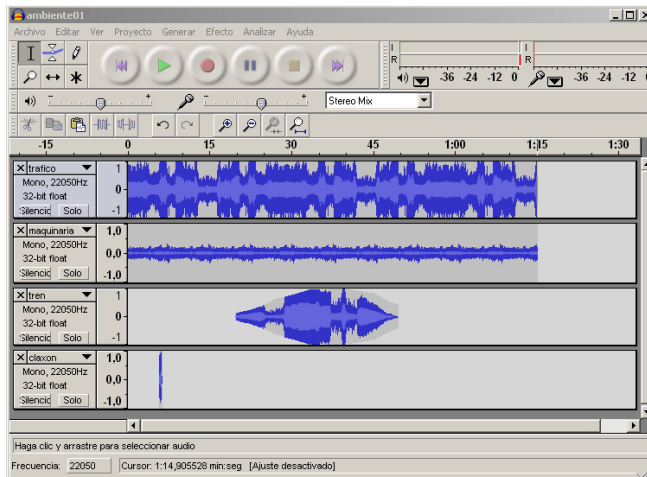 ambiente01
Archivo Editar Ver Proyecto Generar Efecto Analizar Ayuda
L
R
-36 -24 -12 0
L
R
-36 -24 -12 0
- +
- +
Stereo Mix
-15 0 15 30 45 1:00 1:15 1:30
trafico
Mono, 22050Hz
32-bit float
Silencio Solo
1
0
-1
maquinaria
Mono, 22050Hz
32-bit float
Silencio Solo
1,0
0,0
-1,0
tren
Mono, 22050Hz
32-bit float
Silencio Solo
1
0
-1
claxon
Mono, 22050Hz
32-bit float
Silencio Solo
1,0
0,0
-1,0
Haga clic y arrastre para seleccionar audio
Frecuencia: 22050 Cursor: 1:14,905528 min:seg [Ajuste desactivado]